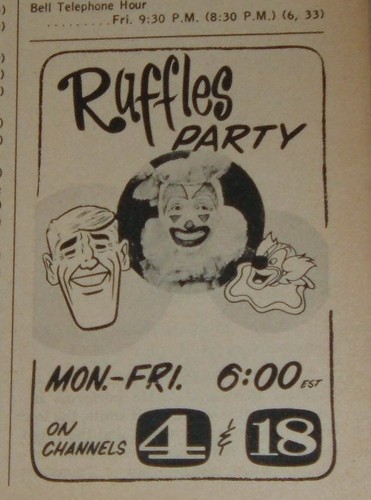 Bell Telephone Hour
.........Fri. 9:30 P.M. (8:30 P.M.) (6, 33)
Ruffles
PARTY
MON.-FRI. 6:00 EST
ON
CHANNELS 4 & 18